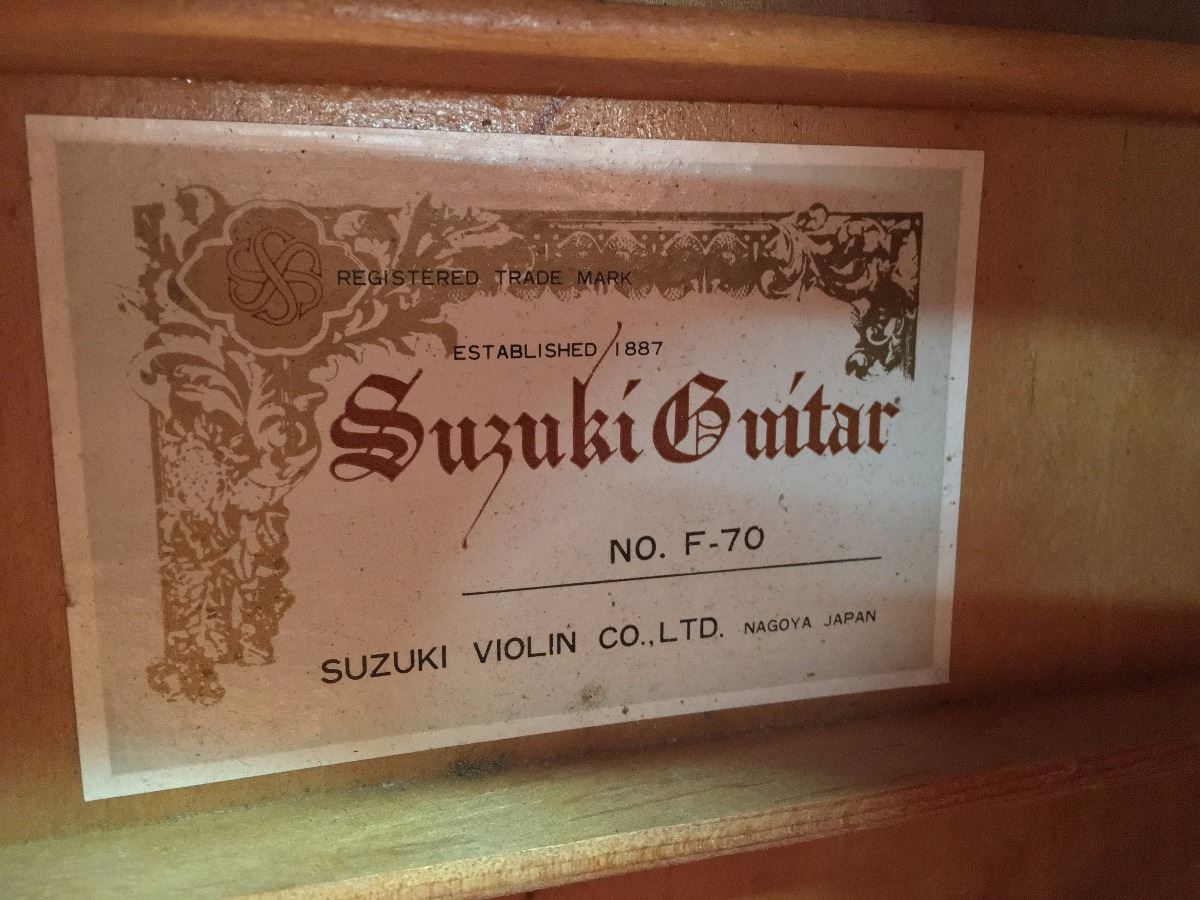 REGISTERED TRADE MARK
ESTABLISHED 1887
Suzuki Guitar
NO. F-70
SUZUKI VIOLIN CO.,LTD. NAGOYA JAPAN